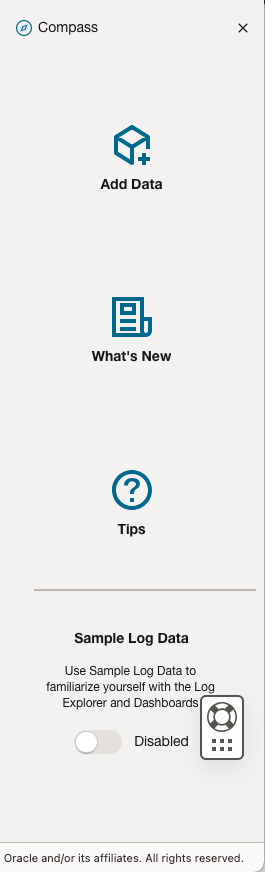 Compass
Add Data
What's New
Tips
Sample Log Data
Use Sample Log Data to
familiarize yourself with the Log
Explorer and Dashboards
Disabled
Oracle and/or its affiliates. All rights reserved.